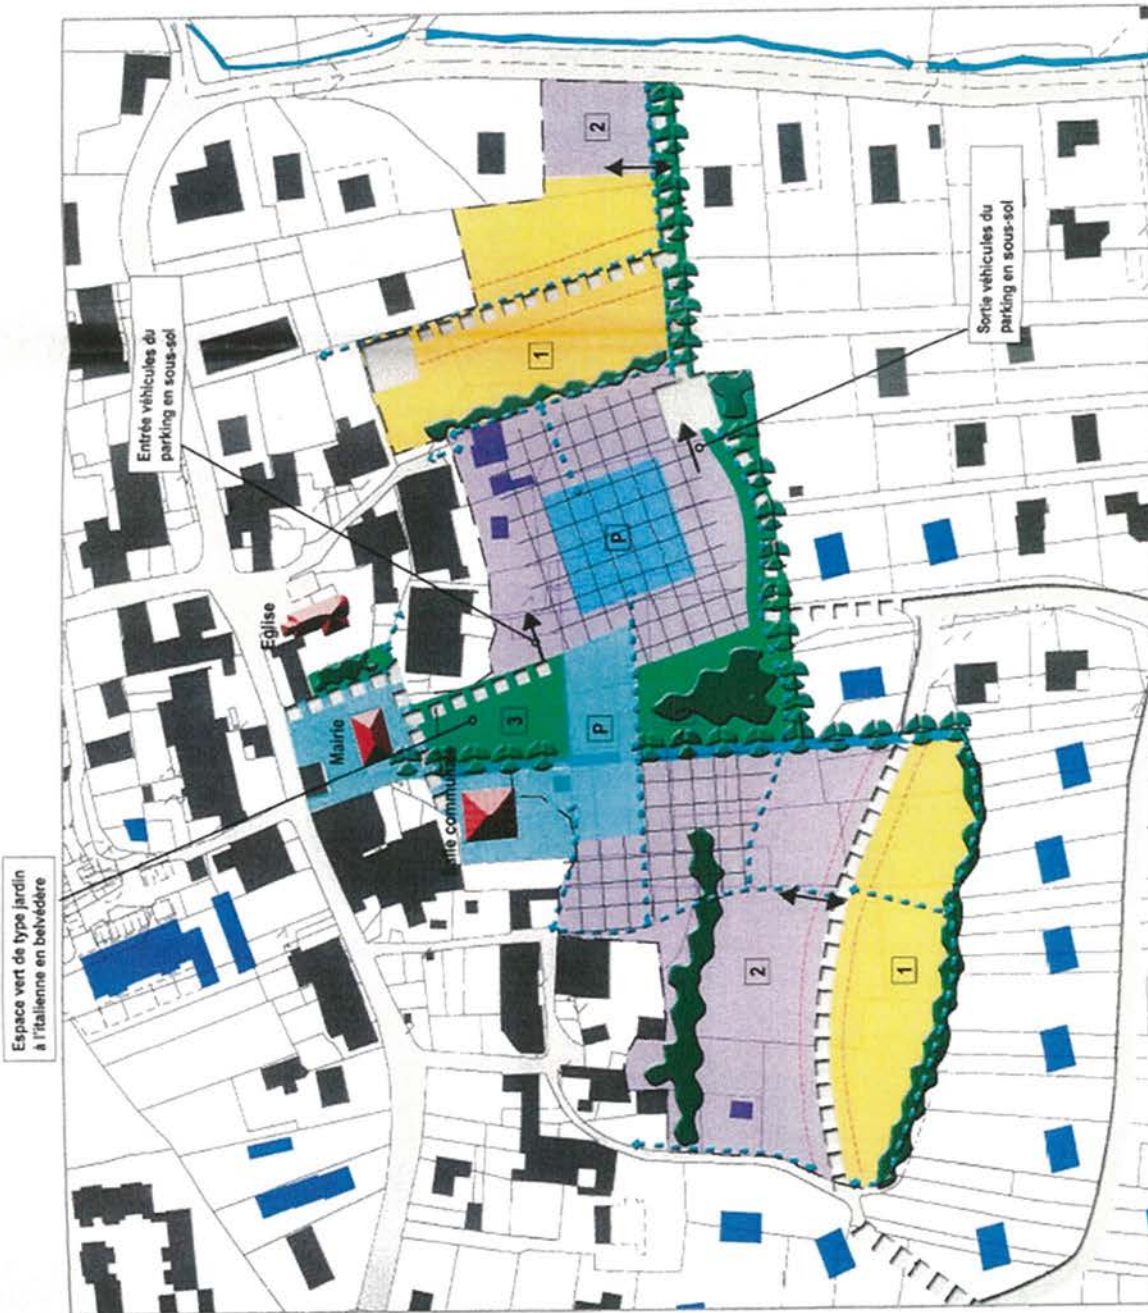 Espace vert de type jardin
à l'italienne en belvédère
Entrée véhicules du
parking en sous-sol
Sortie véhicules du
parking en sous-sol
Eglise
Mairie
communale
1
2
3
P
P
2
1